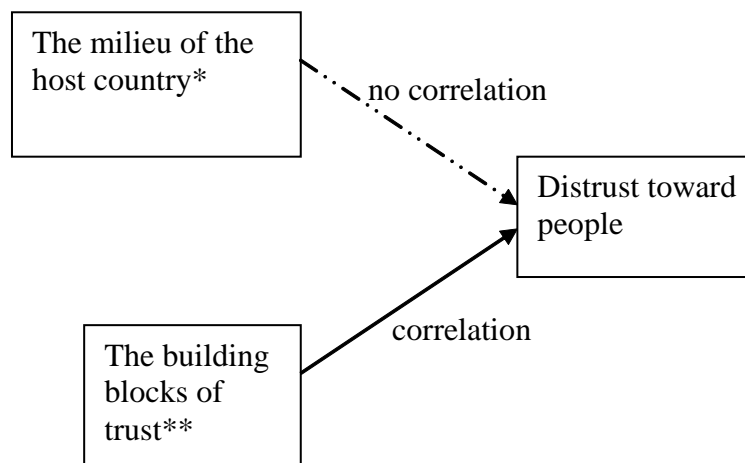 The milieu of the
host country*
no correlation
Distrust toward
people
correlation
The building
blocks of
trust**